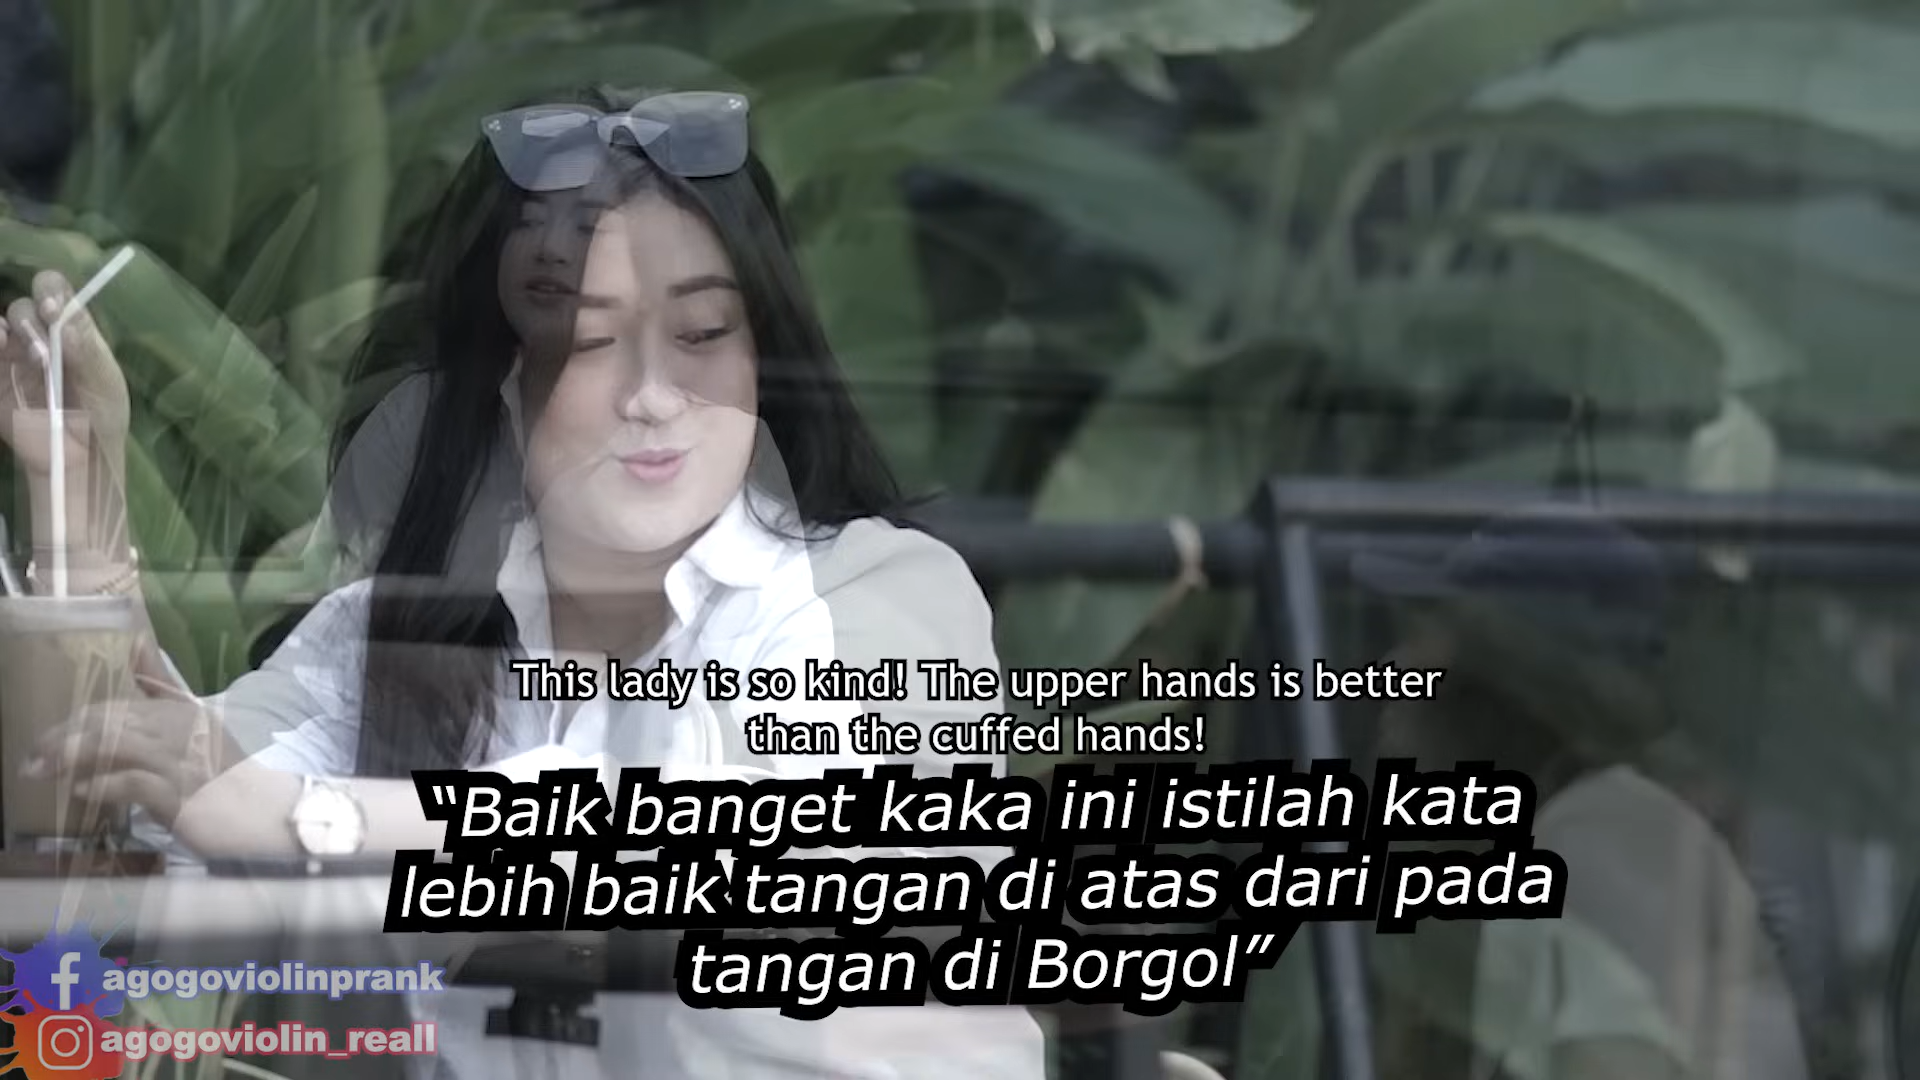 This lady is so kind! The upper hands is better
than the cuffed hands!
“Baik banget kaka ini istilah kata
lebih baik tangan di atas dari pada
tangan di Borgol”
agogoviolinprank
agogoviolin_reall